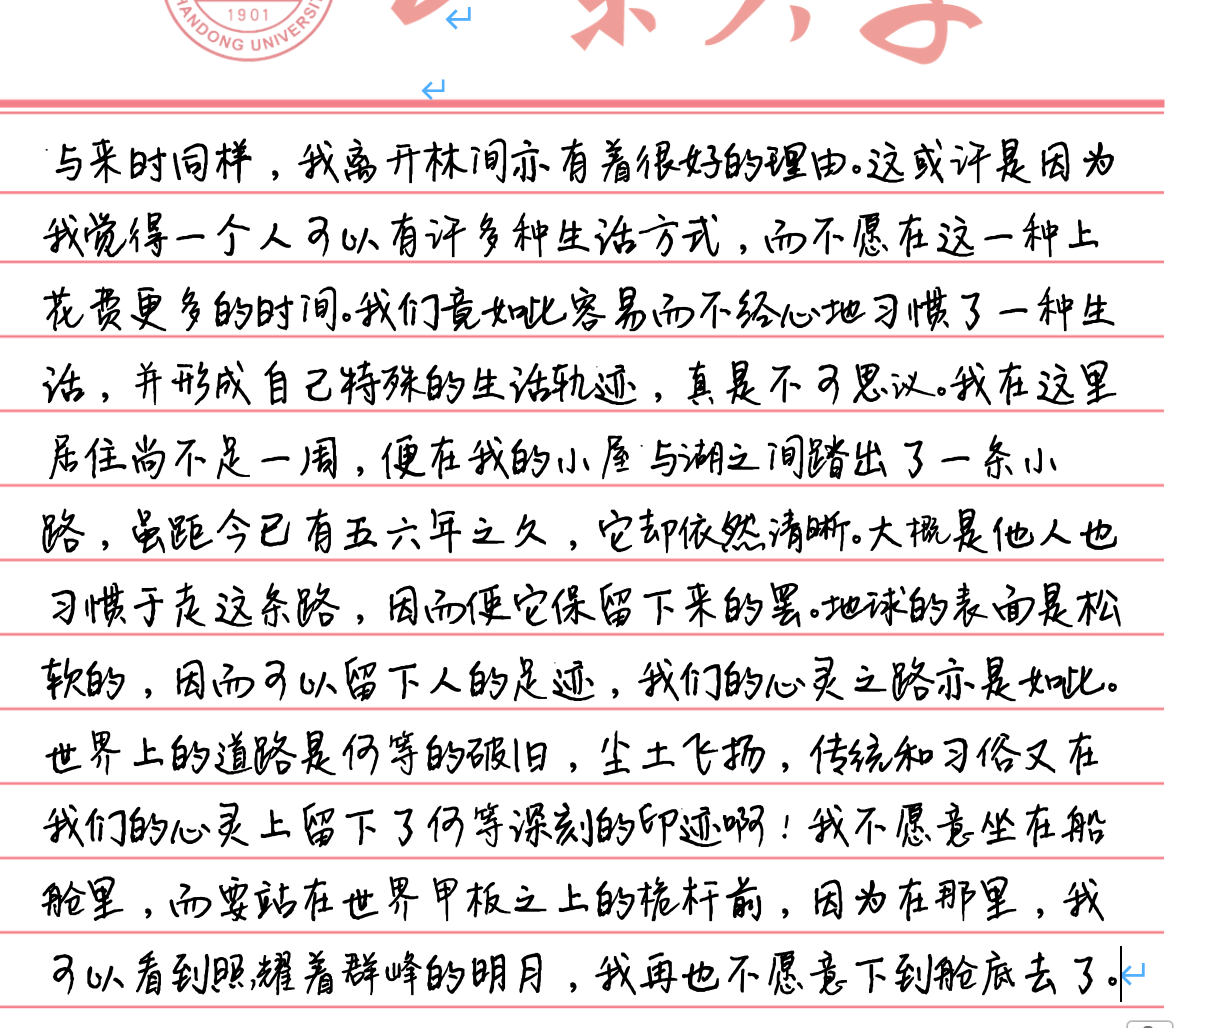 1901
SHANDONG UNIVERSITY
与来时同样，我离开林间亦有着很好的理由。这或许是因为
我觉得一个人可以有许多种生活方式，而不愿在这一种上
花费更多的时间。我们竟如此容易而不经心地习惯了一种生
活，并形成自己特殊的生活轨迹，真是不可思议。我在这里
居住尚不足一周，便在我的小屋与湖之间踏出了一条小
路，虽距今已有五六年之久，它却依然清晰。大概是他人也
习惯于走这条路，因而使它保留下来的罢。地球的表面是松
软的，因而可以留下人的足迹，我们的心灵之路亦是如此。
世界上的道路是何等的破旧，尘土飞扬，传统和习俗又在
我们的心灵上留下了何等深刻的印迹啊！我不愿意坐在船
舱里，而要站在世界甲板之上的桅杆前，因为在那里，我
可以看到照耀着群峰的明月，我再也不愿意下到舱底去了。